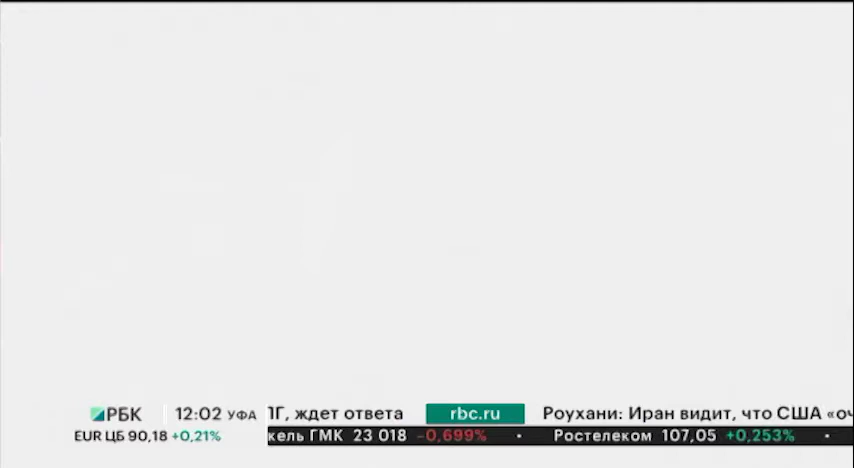 РБК 12:02 УФА ПГ, ждет ответа rbc.ru Роухани: Иран видит, что США
EUR ЦБ 90,18 +0,21% кель ГМК 23 018 -0,699% • Ростелеком 107,05 +0,253% •